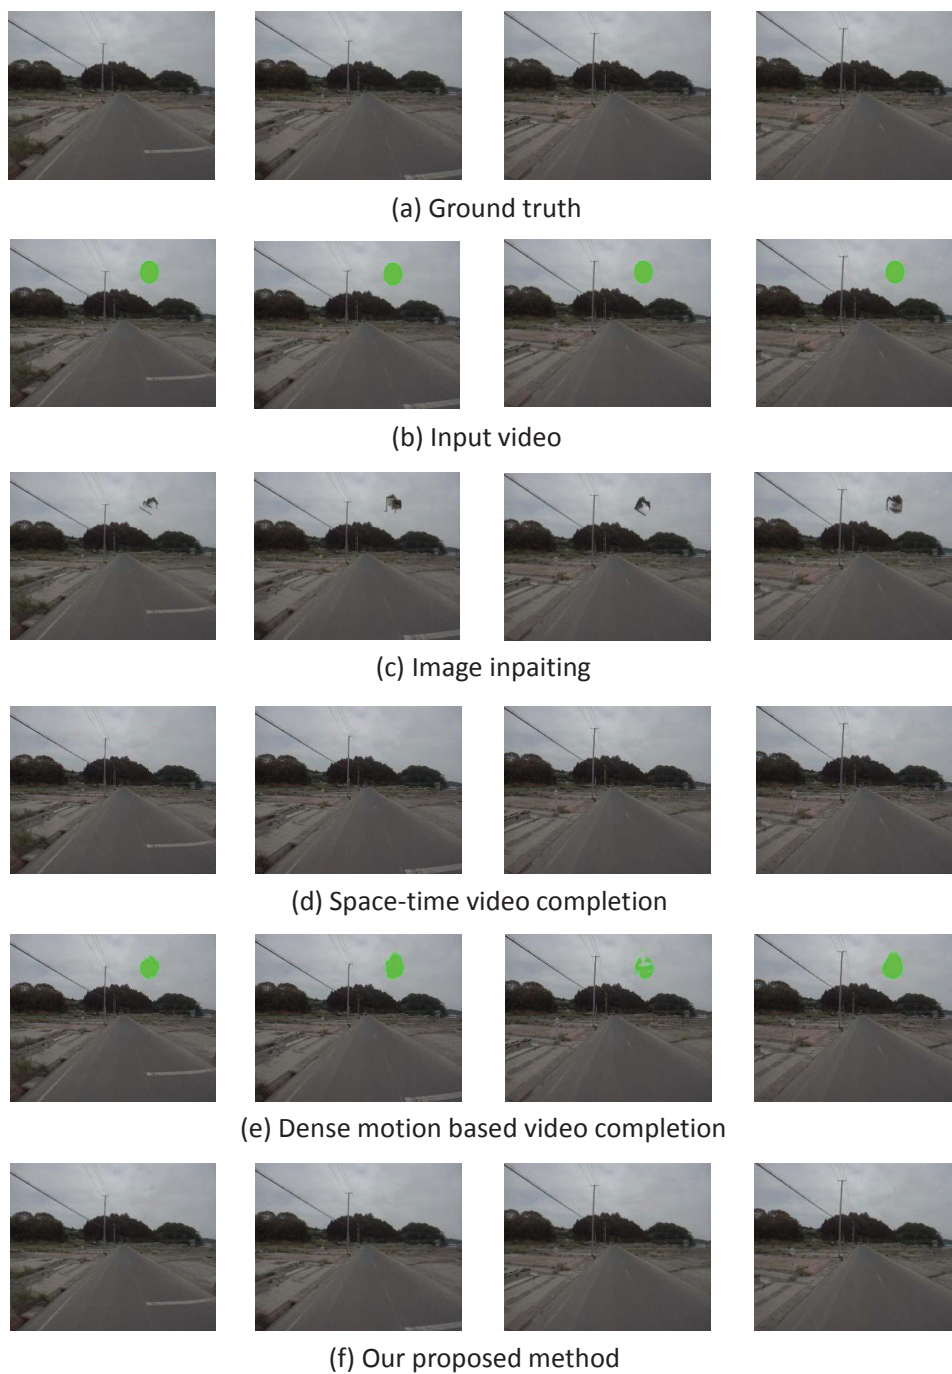 (a) Ground truth
(b) Input video
(c) Image inpaiting
(d) Space-time video completion
(e) Dense motion based video completion
(f) Our proposed method